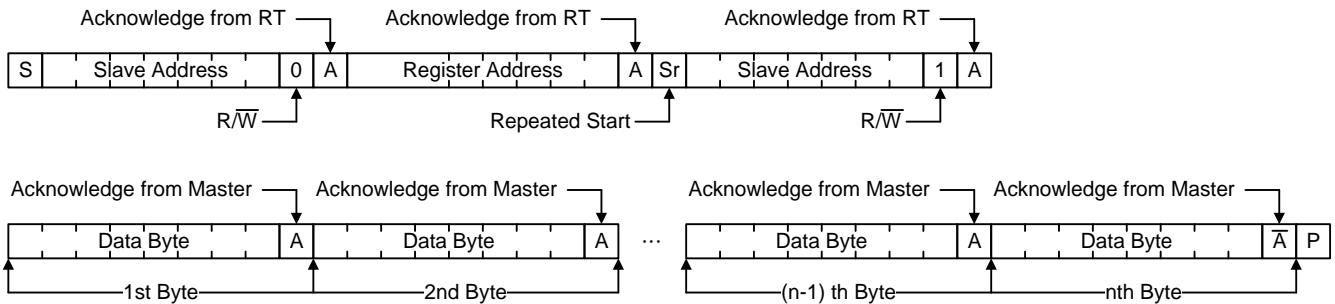 Acknowledge from RT Acknowledge from RT Acknowledge from RT
S Slave Address 0 A Register Address A Sr Slave Address 1 A
R/W̅ Repeated Start R/W̅
Acknowledge from Master Acknowledge from Master Acknowledge from Master Acknowledge from Master
Data Byte A Data Byte A ... Data Byte A Data Byte A̅ P
1st Byte 2nd Byte (n-1) th Byte nth Byte